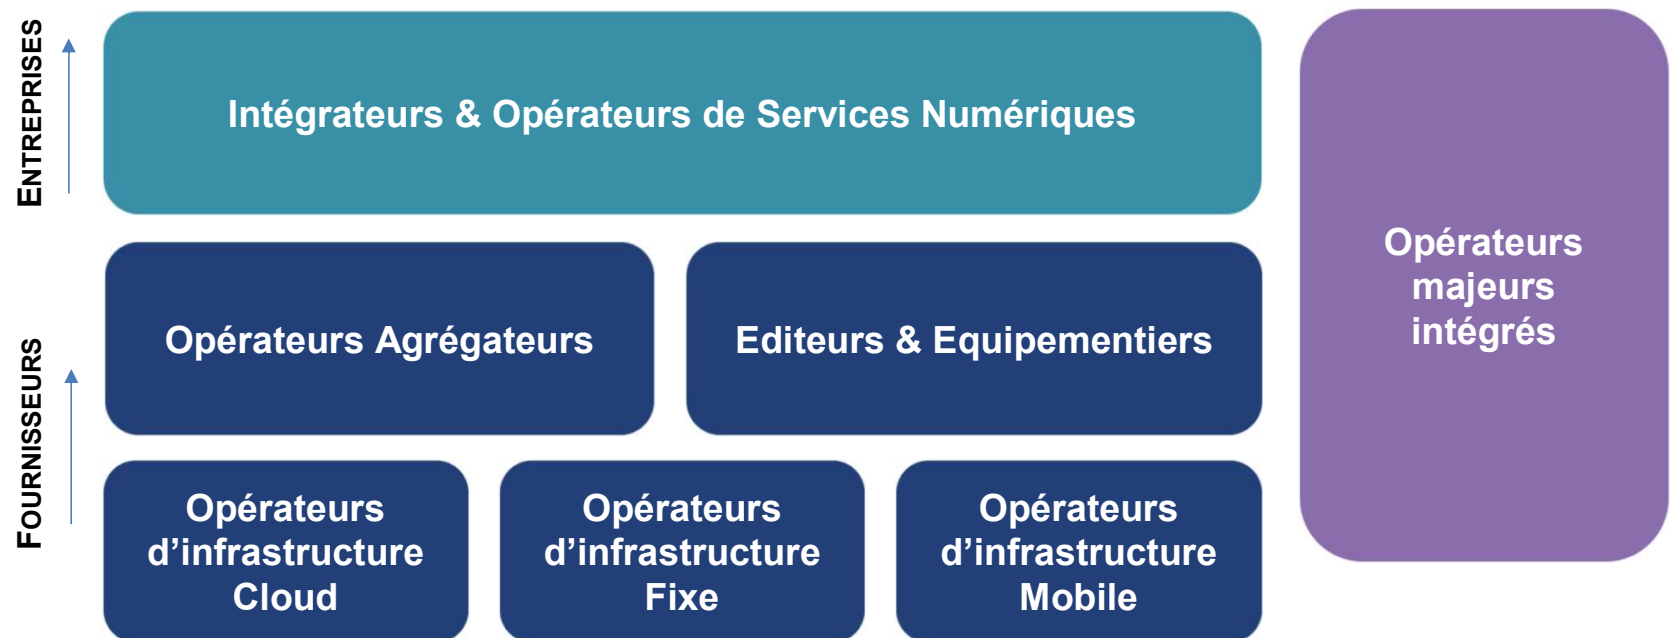 ENTREPRISES
Intégrateurs & Opérateurs de Services Numériques
Opérateurs
majeurs
intégrés
FOURNISSEURS
Opérateurs Agrégateurs
Editeurs & Equipementiers
Opérateurs
d’infrastructure
Cloud
Opérateurs
d’infrastructure
Fixe
Opérateurs
d’infrastructure
Mobile